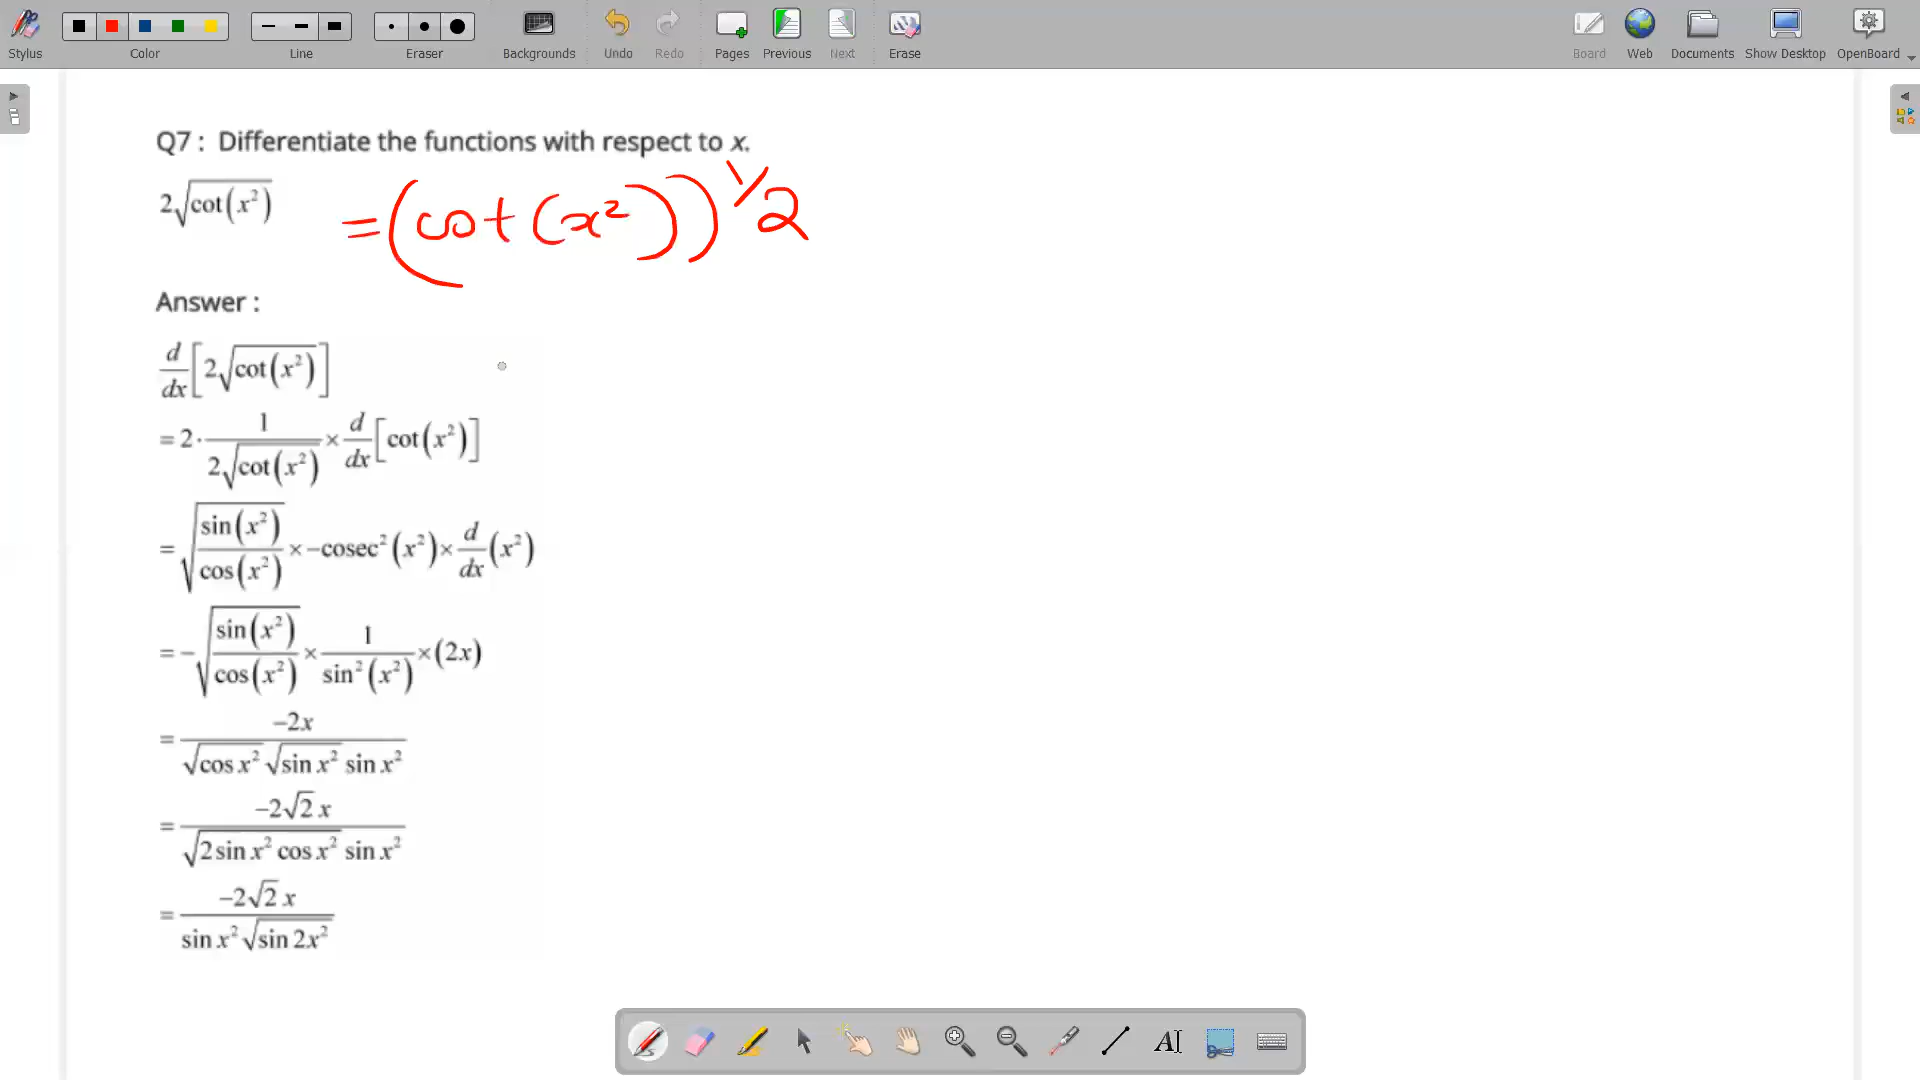 Stylus Color Line Eraser Backgrounds Undo Redo Pages Previous Next Erase Board Web Documents Show Desktop OpenBoard
Q7 : Differentiate the functions with respect to x.
2√cot(x²) = (cot(x²))^1/2
Answer :
d/dx[2√cot(x²)]
= 2 · 1/(2√cot(x²)) × d/dx[cot(x²)]
= √(sin(x²)/cos(x²)) × −cosec²(x²) × d/dx(x²)
= −√(sin(x²)/cos(x²)) × 1/sin²(x²) × (2x)
= −2x/(√cos x² √sin x² sin x²)
= −2√2 x/(√2 sin x² cos x² sin x²)
= −2√2 x/(sin x² √sin 2x²)
AI